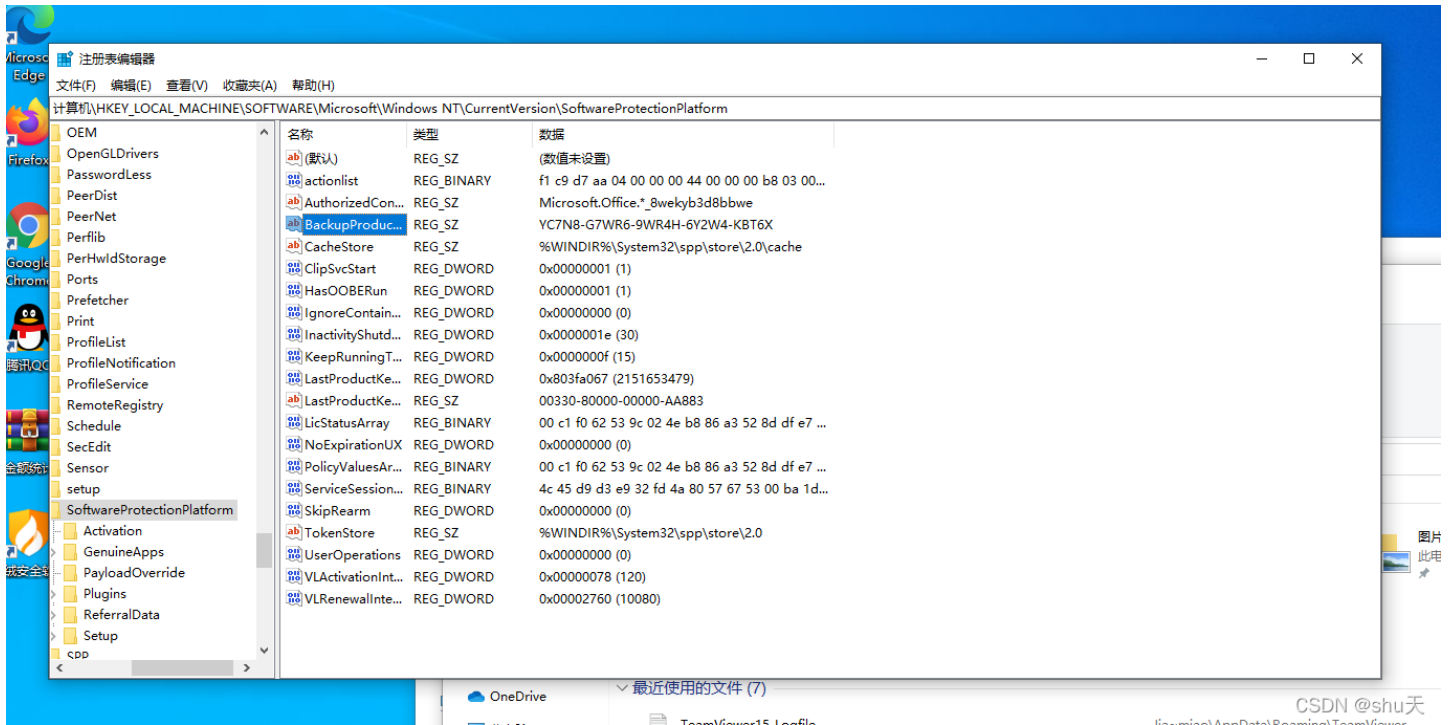 Microso
Edge
Firefox
Google
Chrome
腾讯QQ
注册表编辑器
文件(F) 编辑(E) 查看(V) 收藏夹(A) 帮助(H)
计算机\HKEY_LOCAL_MACHINE\SOFTWARE\Microsoft\Windows NT\CurrentVersion\SoftwareProtectionPlatform
OEM
OpenGLDrivers
PasswordLess
PeerDist
PeerNet
Perflib
PerHwIdStorage
Ports
Prefetcher
Print
ProfileList
ProfileNotification
ProfileService
RemoteRegistry
Schedule
SecEdit
Sensor
setup
SoftwareProtectionPlatform
Activation
GenuineApps
PayloadOverride
Plugins
ReferralData
Setup
SPP
名称 类型 数据
(默认) REG_SZ (数值未设置)
actionlist REG_BINARY f1 c9 d7 aa 04 00 00 00 44 00 00 00 b8 03 00...
AuthorizedCon... REG_SZ Microsoft.Office.*_8wekyb3d8bbwe
BackupProduc... REG_SZ YC7N8-G7WR6-9WR4H-6Y2W4-KBT6X
CacheStore REG_SZ %WINDIR%\System32\spp\store\2.0\cache
ClipSvcStart REG_DWORD 0x00000001 (1)
HasOOBERun REG_DWORD 0x00000001 (1)
IgnoreContain... REG_DWORD 0x00000000 (0)
InactivityShutd... REG_DWORD 0x0000001e (30)
KeepRunningT... REG_DWORD 0x0000000f (15)
LastProductKe... REG_DWORD 0x803fa067 (2151653479)
LastProductKe... REG_SZ 00330-80000-00000-AA883
LicStatusArray REG_BINARY 00 c1 f0 62 53 9c 02 4e b8 86 a3 52 8d df e7 ...
NoExpirationUX REG_DWORD 0x00000000 (0)
PolicyValuesAr... REG_BINARY 00 c1 f0 62 53 9c 02 4e b8 86 a3 52 8d df e7 ...
ServiceSession... REG_BINARY 4c 45 d9 d3 e9 32 fd 4a 80 57 67 53 00 ba 1d...
SkipRearm REG_DWORD 0x00000000 (0)
TokenStore REG_SZ %WINDIR%\System32\spp\store\2.0
UserOperations REG_DWORD 0x00000000 (0)
VLActivationInt... REG_DWORD 0x00000078 (120)
VLRenewalInte... REG_DWORD 0x00002760 (10080)
图片
此电
OneDrive
最近使用的文件 (7)
TeamViewer15_Logfile
CSDN @shu天